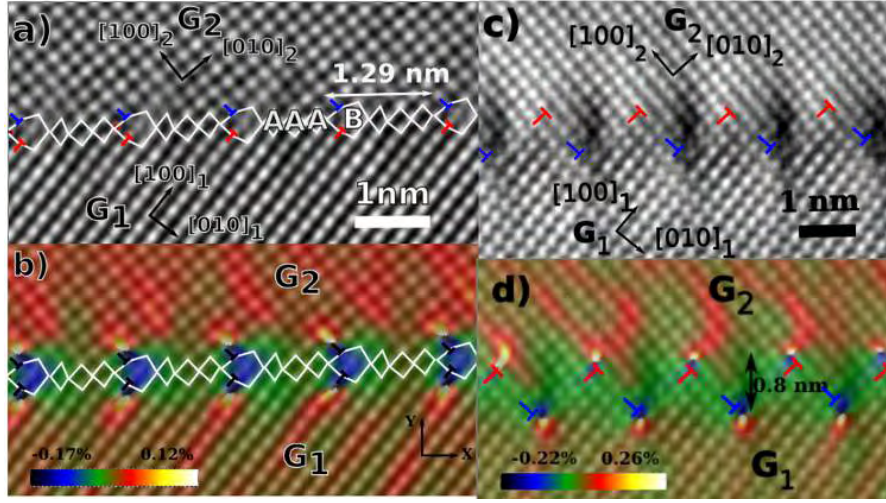 a)
G2
[100]2
[010]2
1.29 nm
AAA B
[100]1
G1
[010]1
1nm
b)
G2
Y
X
-0.17% 0.12%
G1
c)
G2
[100]2
[010]2
[100]1
G1
[010]1
1 nm
d)
G2
0.8 nm
-0.22% 0.26%
G1